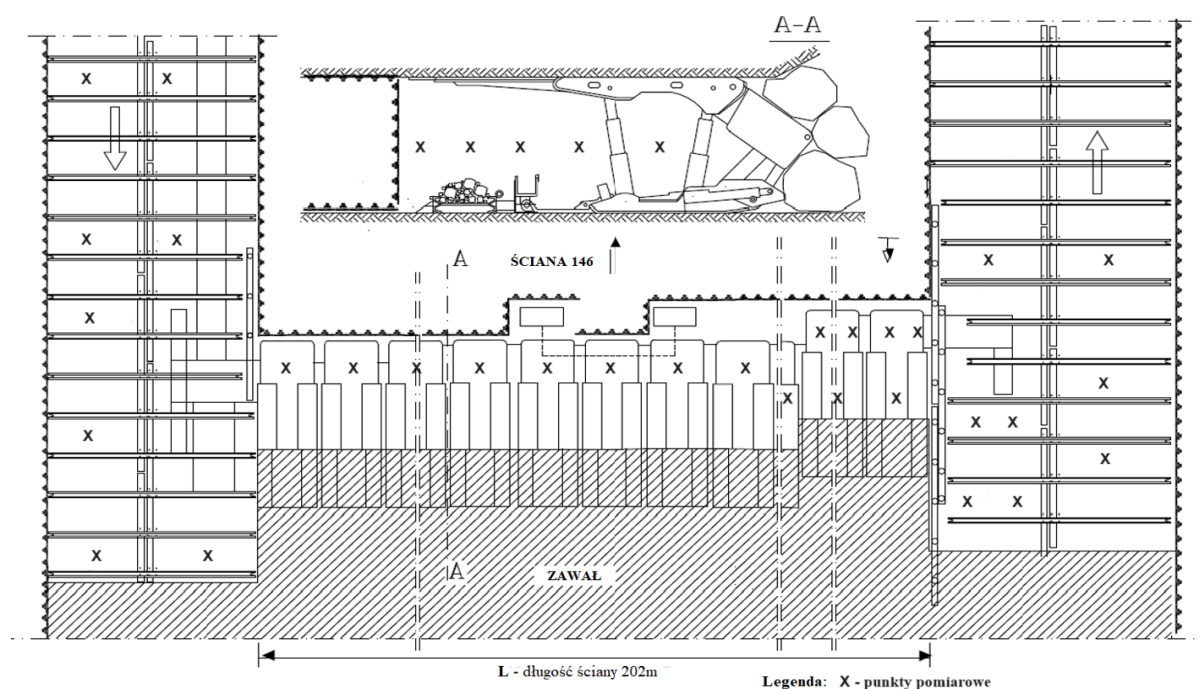 A-A
X X
X X X X X
A ŚCIANA 146
X X
X X
X
X X X X
X X X X X X X X
X
X X X
X
X X
X
X X
X X
A ZAWAŁ
L - długość ściany 202m
Legenda: X - punkty pomiarowe